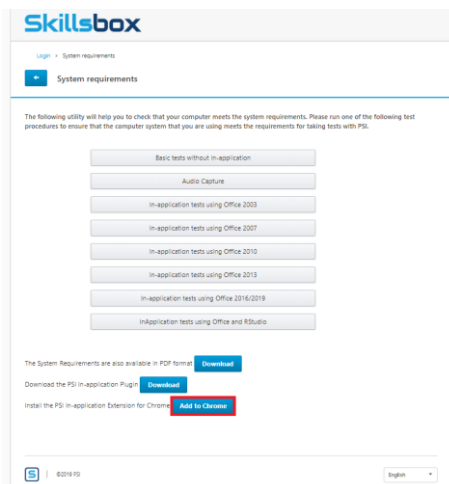 Skillsbox
Login › System requirements
System requirements
The following utility will help you to check that your computer meets the system requirements. Please run one of the following test
procedures to ensure that the computer system that you are using meets the requirements for taking tests with PSI.
Basic tests without in-application
Audio Capture
In-application tests using Office 2003
In-application tests using Office 2007
In-application tests using Office 2010
In-application tests using Office 2013
In-application tests using Office 2016/2019
InApplication tests using Office and RStudio
The System Requirements are also available in PDF format Download
Download the PSI In-application Plugin Download
Install the PSI In-application Extension for Chrome Add to Chrome
S | ©2019
English